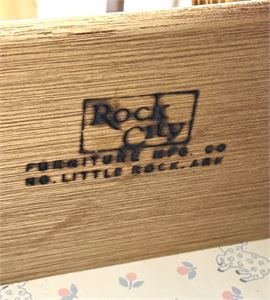 Rock
City
FURNITURE MFG. CO
NO. LITTLE ROCK, ARK